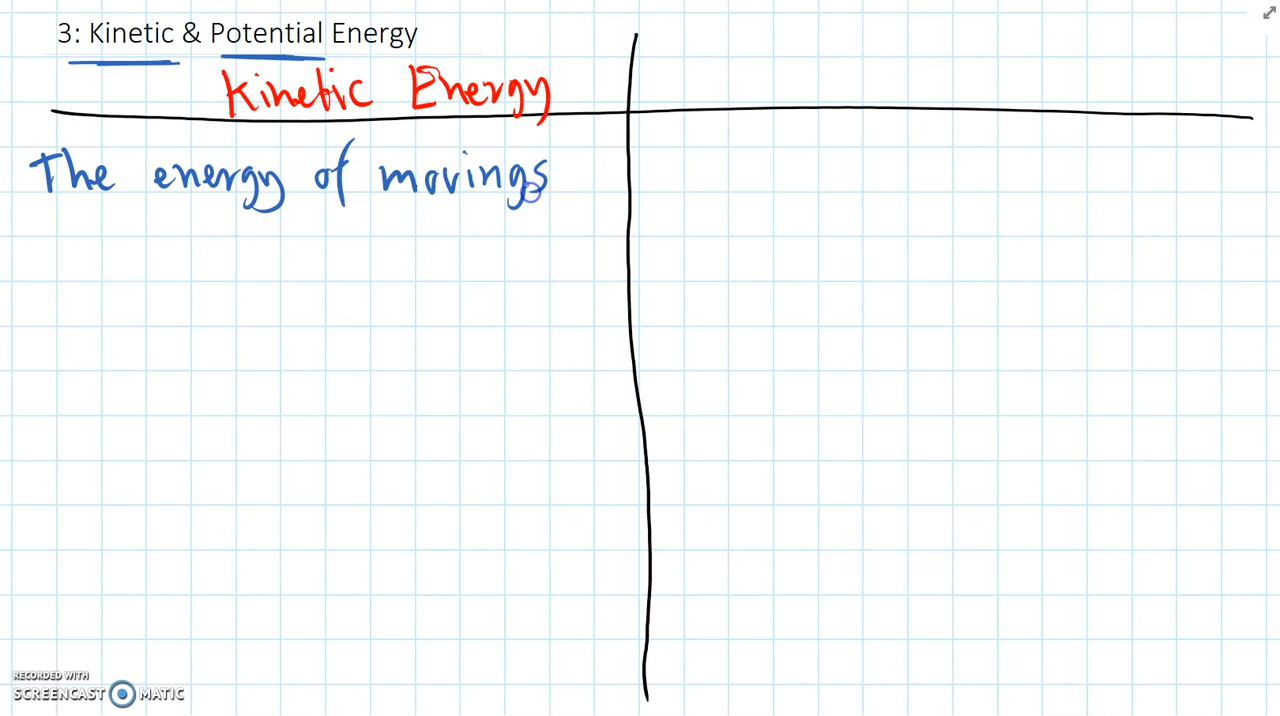 3: Kinetic & Potential Energy
Kinetic Energy
The energy of movings
RECORDED WITH
SCREENCAST MATIC